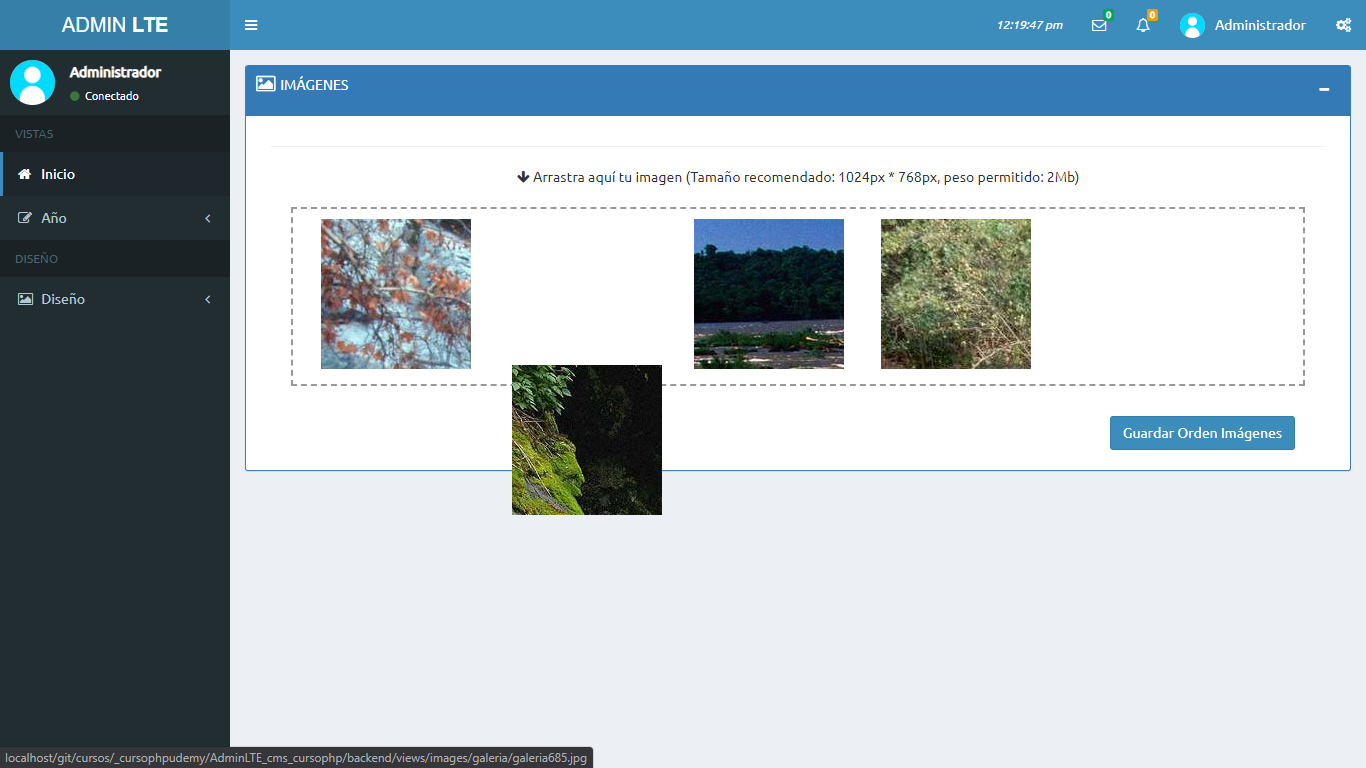 ADMIN LTE
12:19:47 pm
0
0
Administrador
Administrador
Conectado
VISTAS
Inicio
Año
DISEÑO
Diseño
IMÁGENES
Arrastra aquí tu imagen (Tamaño recomendado: 1024px * 768px, peso permitido: 2Mb)
Guardar Orden Imágenes
localhost/git/cursos/_cursophpudemy/AdminLTE_cms_cursophp/backend/views/images/galeria/galeria685.jpg